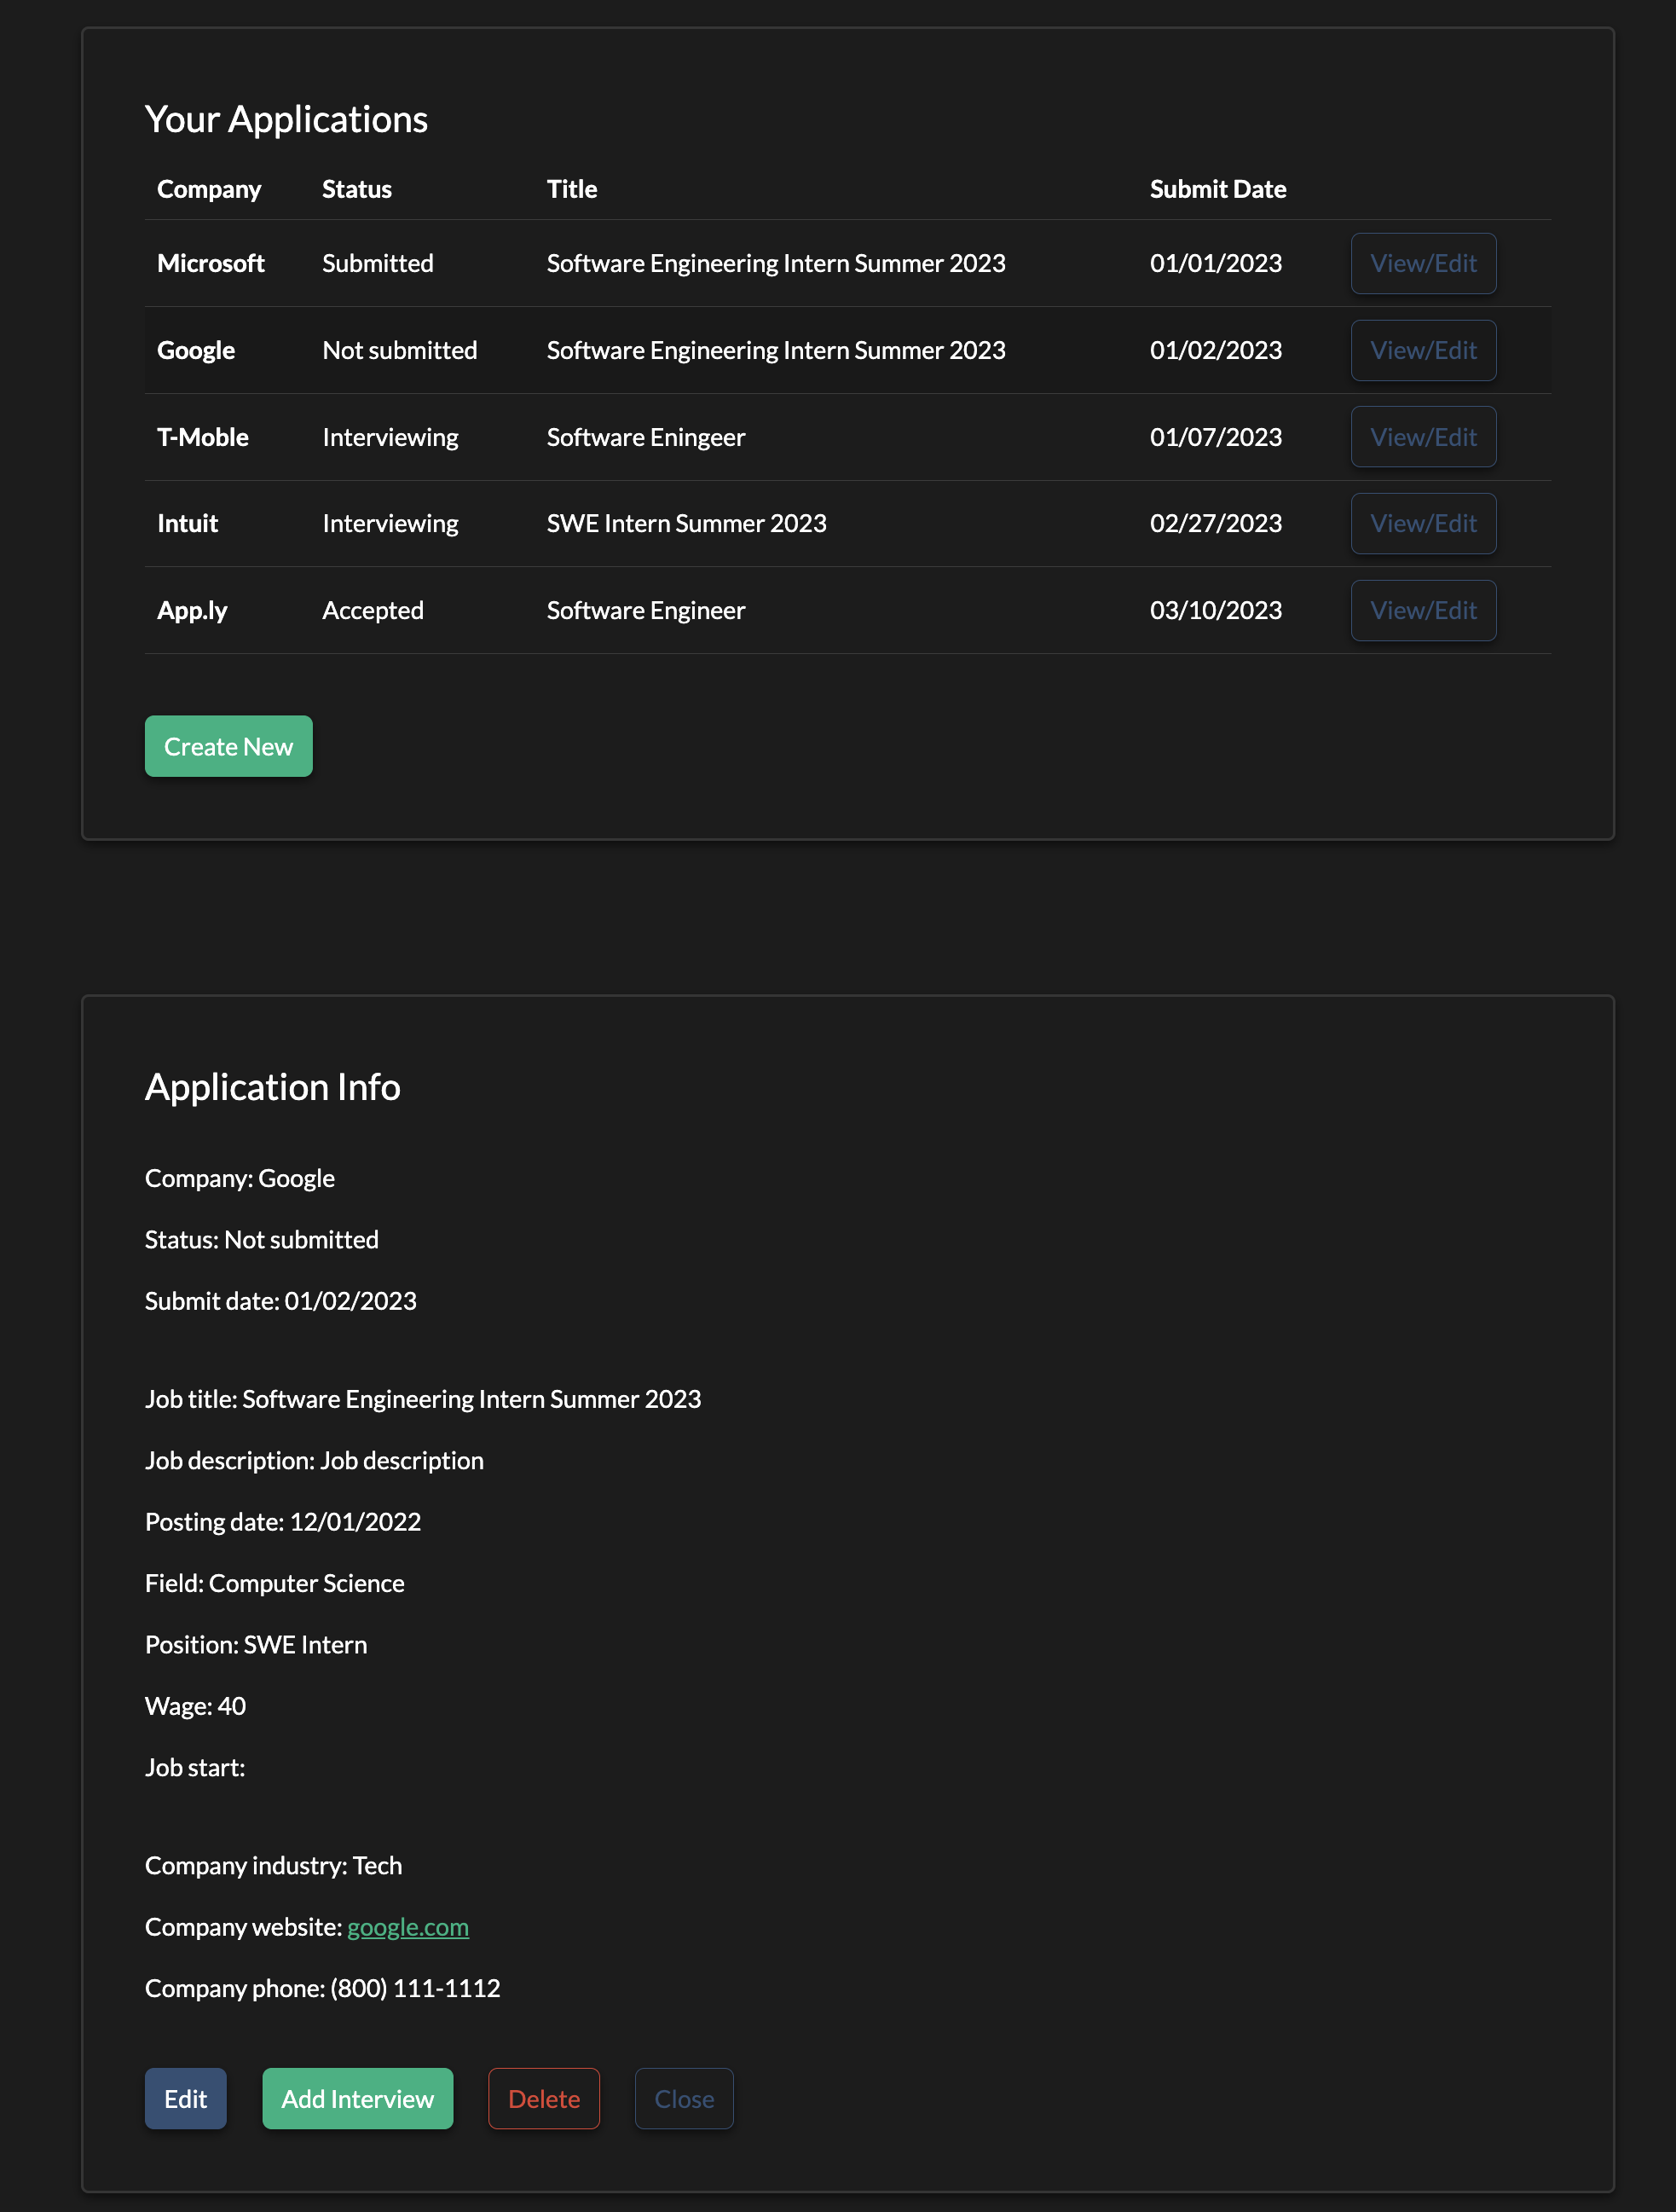 Your Applications
Company Status Title Submit Date
Microsoft Submitted Software Engineering Intern Summer 2023 01/01/2023 View/Edit
Google Not submitted Software Engineering Intern Summer 2023 01/02/2023 View/Edit
T-Moble Interviewing Software Eningeer 01/07/2023 View/Edit
Intuit Interviewing SWE Intern Summer 2023 02/27/2023 View/Edit
App.ly Accepted Software Engineer 03/10/2023 View/Edit
Create New
Application Info
Company: Google
Status: Not submitted
Submit date: 01/02/2023
Job title: Software Engineering Intern Summer 2023
Job description: Job description
Posting date: 12/01/2022
Field: Computer Science
Position: SWE Intern
Wage: 40
Job start:
Company industry: Tech
Company website: google.com
Company phone: (800) 111-1112
Edit Add Interview Delete Close